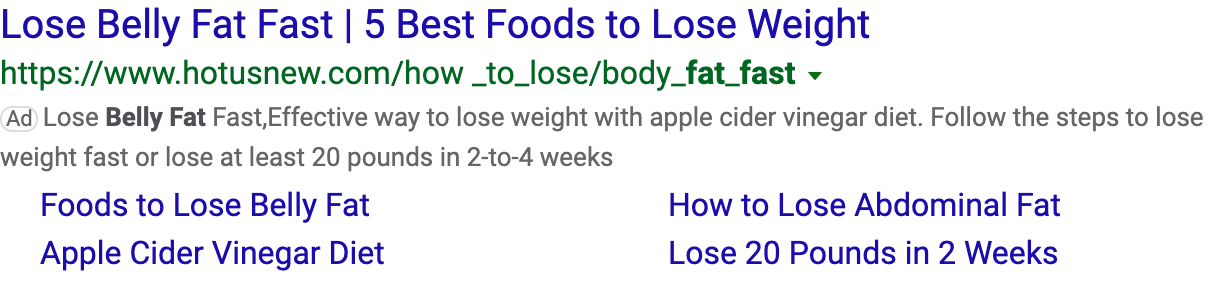 Lose Belly Fat Fast | 5 Best Foods to Lose Weight
https://www.hotusnew.com/how _to_lose/body_fat_fast
Ad Lose Belly Fat Fast,Effective way to lose weight with apple cider vinegar diet. Follow the steps to lose
weight fast or lose at least 20 pounds in 2-to-4 weeks
Foods to Lose Belly Fat How to Lose Abdominal Fat
Apple Cider Vinegar Diet Lose 20 Pounds in 2 Weeks